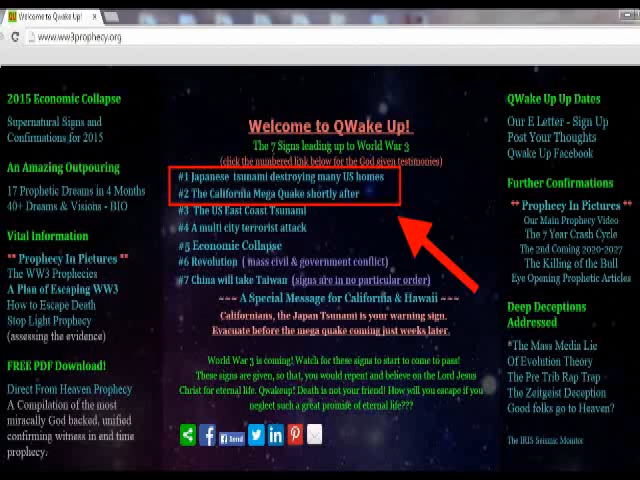 Welcome to QWake Up!
www.ww3prophecy.org
2015 Economic Collapse
Supernatural Signs and
Confirmations for 2015
An Amazing Outpouring
17 Prophetic Dreams in 4 Months
40+ Dreams & Visions - BIO
Vital Information
** Prophecy In Pictures **
The WW3 Prophecies
A Plan of Escaping WW3
How to Escape Death
Stop Light Prophecy
(assessing the evidence)
FREE PDF Download!
Direct From Heaven Prophecy
A Compilation of the most
miracally God backed, unified
confirming witness in end time
prophecy.
Welcome to QWake Up!
The 7 Signs leading up to World War 3
(click the numbered link below for the God given testimonies)
#1 Japanese tsunami destroying many US homes
#2 The California Mega Quake shortly after
#3 The US East Coast Tsunami
#4 A multi city terrorist attack
#5 Economic Collapse
#6 Revolution ( mass civil & government conflict)
#7 China will take Taiwan (signs are in no particular order)
~~~ A Special Message for California & Hawaii ~~~
Californians, the Japan Tsunami is your warning sign.
Evacuate before the mega quake coming just weeks later.
World War 3 is coming! Watch for these signs to start to come to pass!
These signs are given, so that, you would repent and believe on the Lord Jesus
Christ for eternal life. Qwakeup! Death is not your friend! How will you escape if you
neglect such a great promise of eternal life???
Send
QWake Up Up Dates
Our E Letter - Sign Up
Post Your Thoughts
Qwake Up Facebook
Further Confirmations
** Prophecy In Pictures **
Our Main Prophecy Video
The 7 Year Crash Cycle
The 2nd Coming 2020-2027
The Killing of the Bull
Eye Opening Prophetic Articles
Deep Deceptions
Addressed
*The Mass Media Lie
Of Evolution Theory
The Pre Trib Rap Trap
The Zeitgeist Deception
Good folks go to Heaven?
The IRIS Seismic Monitor